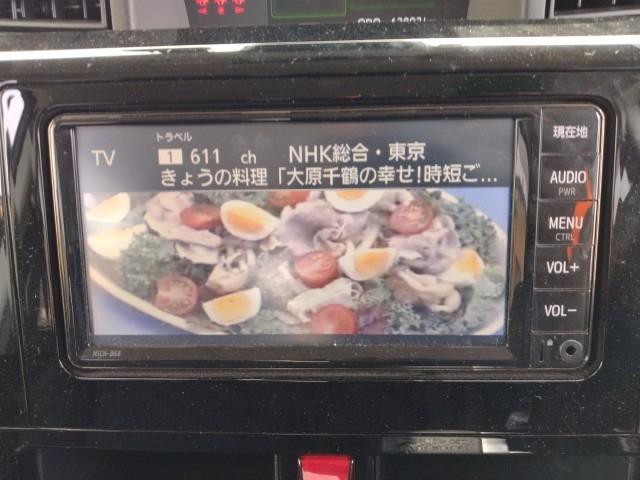 トラベル
TV 1 611 ch NHK総合・東京
きょうの料理「大原千鶴の幸せ!時短ご...
現在地
AUDIO
PWR
MENU
CTRL
VOL+
VOL-